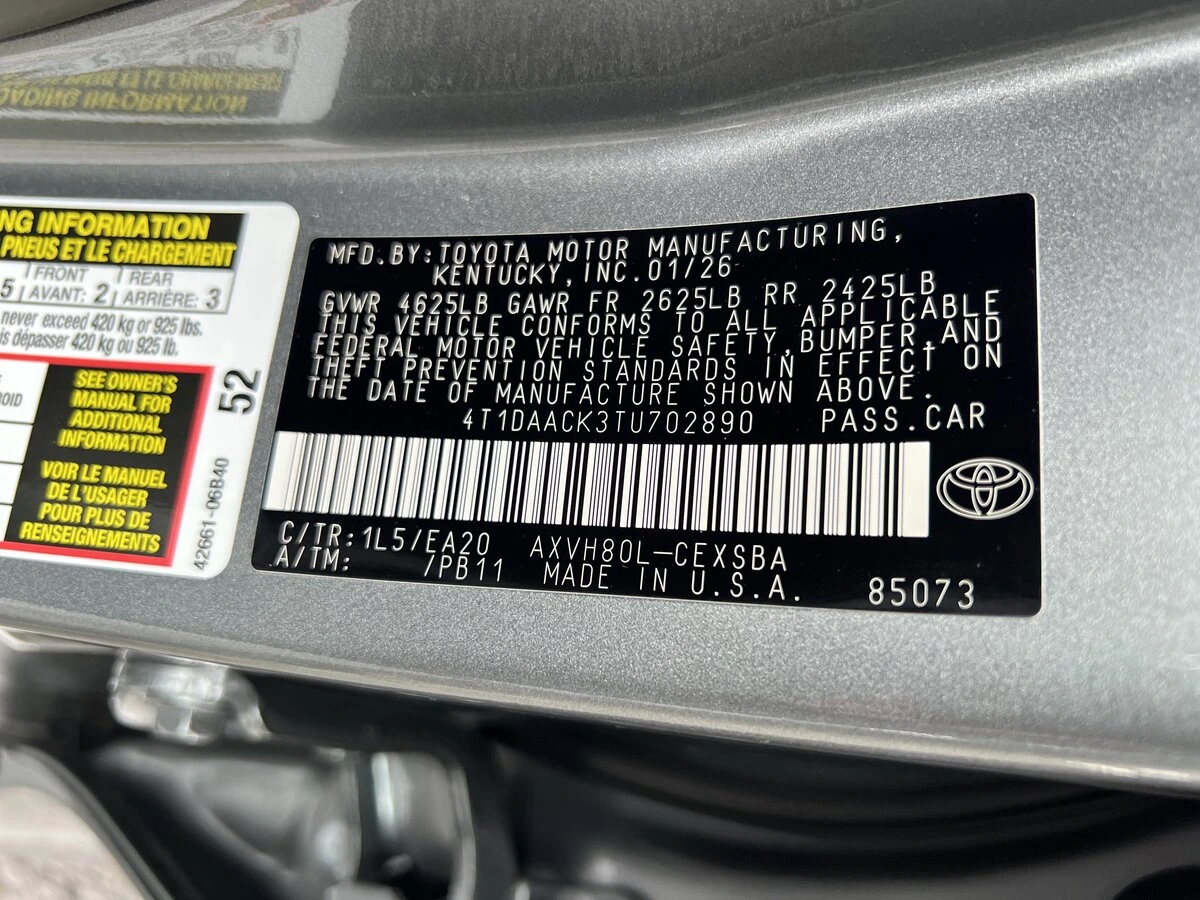 NG INFORMATION
PNEUS ET LE CHARGEMENT
5 FRONT AVANT: 2 REAR ARRIÈRE: 3
never exceed 420 kg or 925 lbs.
dépasser 420 kg ou 925 lb.
SEE OWNER'S
MANUAL FOR
ADDITIONAL
INFORMATION
VOIR LE MANUEL
DE L'USAGER
POUR PLUS DE
RENSEIGNEMENTS
52
42661-06B40
MFD.BY:TOYOTA MOTOR MANUFACTURING,
KENTUCKY,INC.01/26
GVWR 4625LB GAWR FR 2625LB RR 2425LB
THIS VEHICLE CONFORMS TO ALL APPLICABLE
FEDERAL MOTOR VEHICLE SAFETY,BUMPER,AND
THEFT PREVENTION STANDARDS IN EFFECT ON
THE DATE OF MANUFACTURE SHOWN ABOVE.
4T1DAACK3TU702890 PASS.CAR
C/TR:1L5/EA20 AXVH80L-CEXSBA
A/TM: /PB11 MADE IN U.S.A. 85073